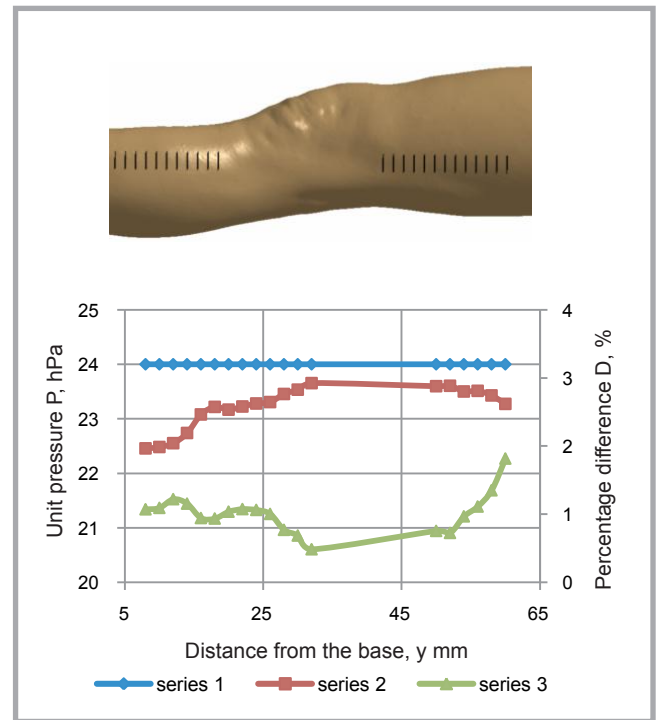 25
24
23
22
21
20
Unit pressure P, hPa
4
3
2
1
0
Percentage difference D, %
5 25 45 65
Distance from the base, y mm
series 1 series 2 series 3